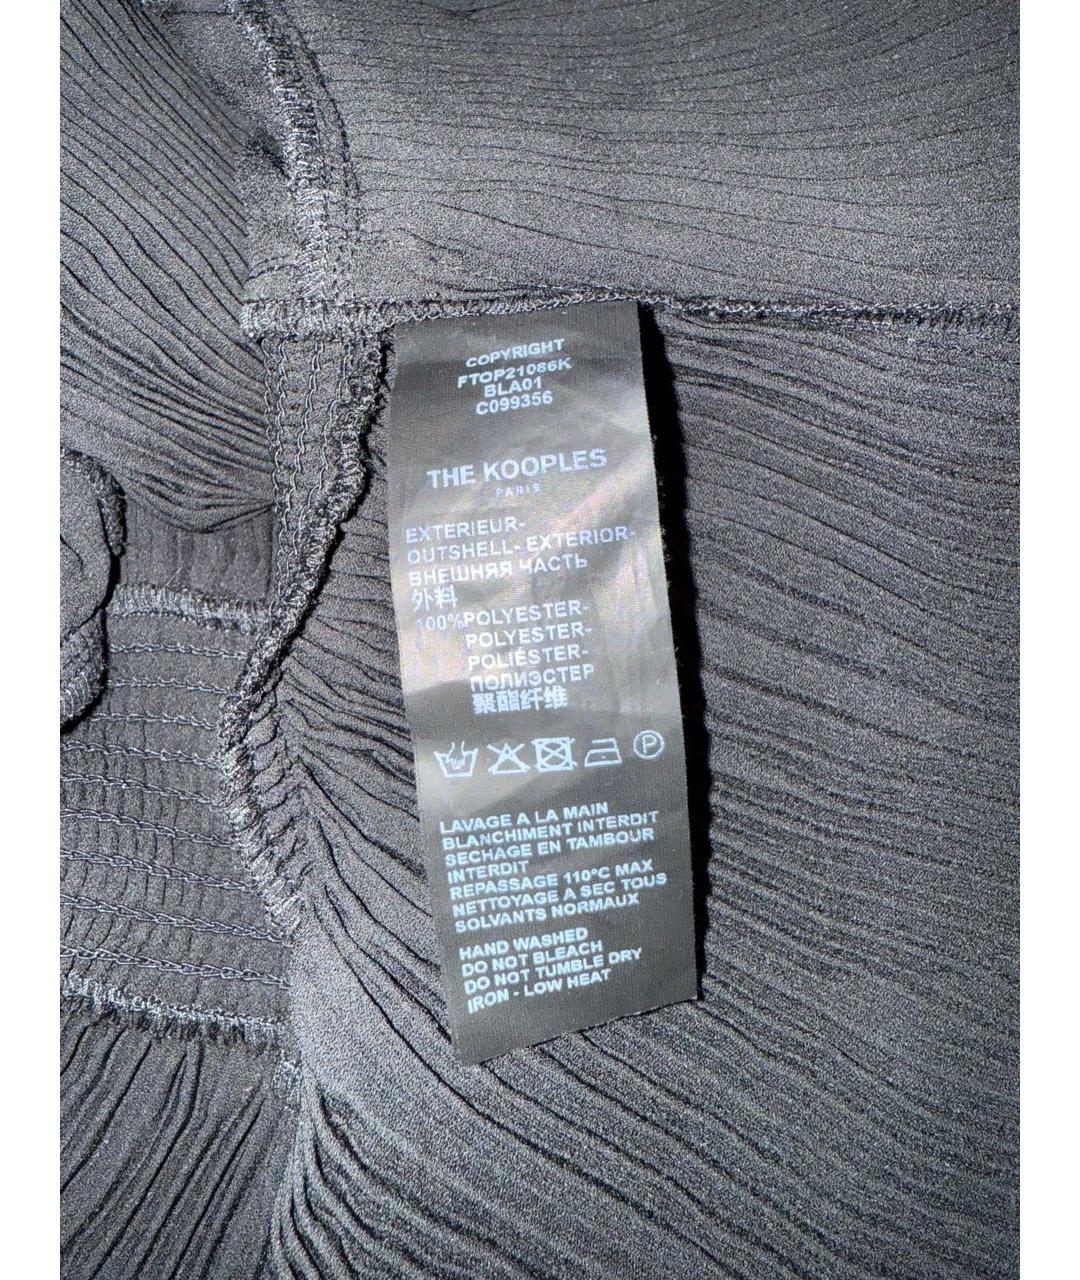 COPYRIGHT
FTOP21086K
BLA01
C099356
THE KOOPLES
PARIS
EXTERIEUR-
OUTSHELL- EXTERIOR-
ВНЕШНЯЯ ЧАСТЬ
外料
100%POLYESTER-
POLYESTER-
POLIÉSTER-
ПОЛИЭСТЕР
聚酯纤维
P
LAVAGE A LA MAIN
BLANCHIMENT INTERDIT
SECHAGE EN TAMBOUR
INTERDIT
REPASSAGE 110°C MAX
NETTOYAGE A SEC TOUS
SOLVANTS NORMAUX
HAND WASHED
DO NOT BLEACH
DO NOT TUMBLE DRY
IRON - LOW HEAT